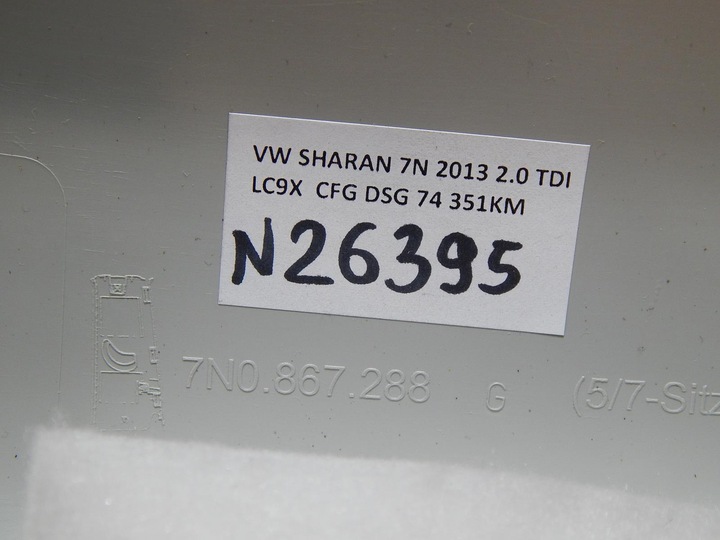 VW SHARAN 7N 2013 2.0 TDI
LC9X CFG DSG 74 351KM
N26395
7N0.867.288 G (5/7-Sitz